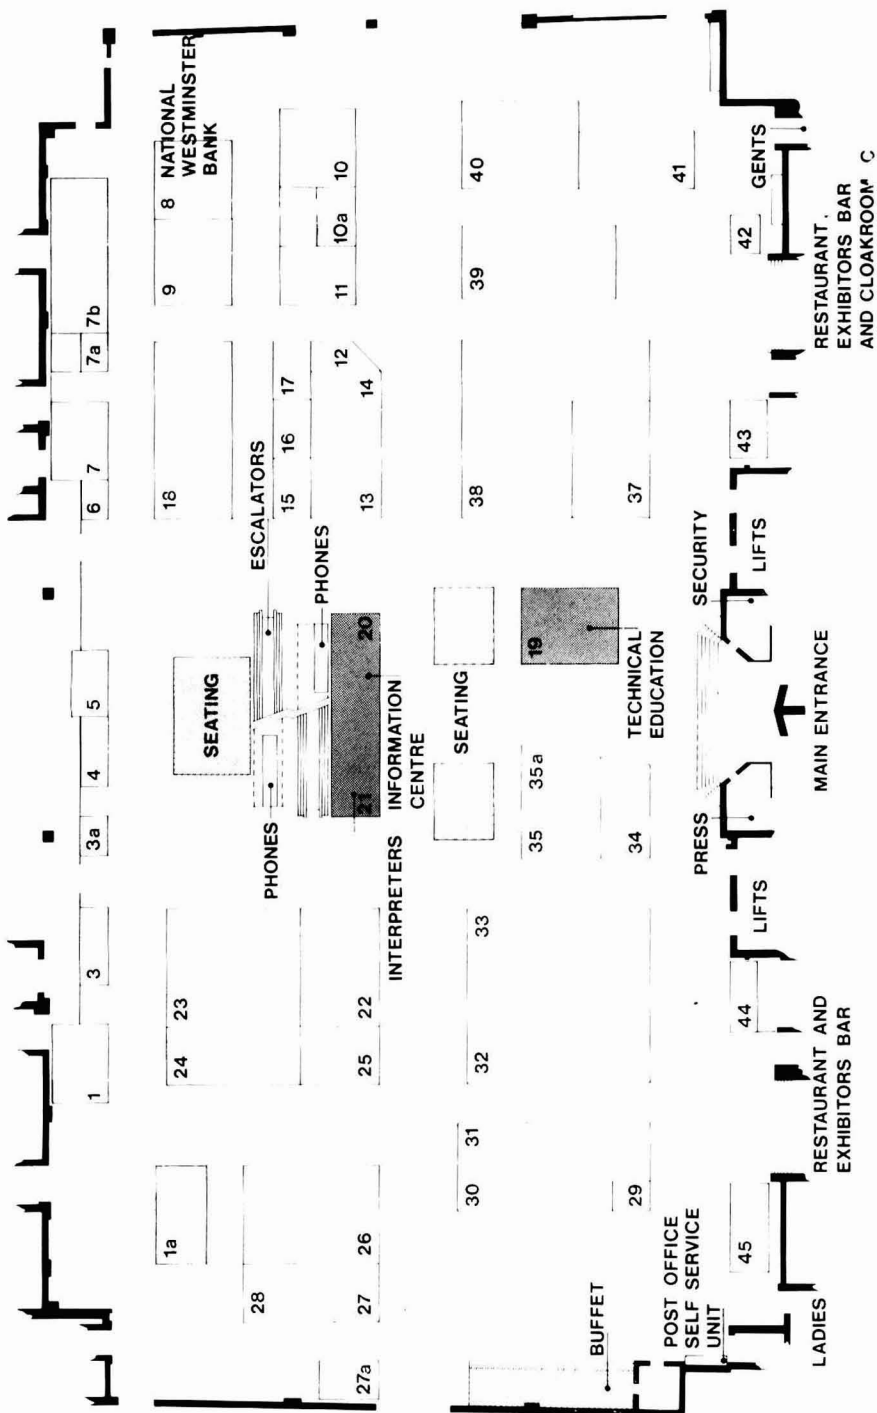 1
3
3a
4
5
6
7
7a
7b
1a
24
23
18
9
8
NATIONAL
WESTMINSTER
BANK
SEATING
28
ESCALATORS
PHONES
15
16
17
PHONES
11
10a
10
12
27a
27
26
25
22
21
20
13
14
INTERPRETERS
INFORMATION
CENTRE
SEATING
30
31
32
33
38
39
40
35
35a
19
BUFFET
29
34
TECHNICAL
EDUCATION
37
41
POST OFFICE
SELF SERVICE
UNIT
PRESS
SECURITY
45
44
LIFTS
LIFTS
43
42
GENTS
LADIES
RESTAURANT AND
EXHIBITORS BAR
MAIN ENTRANCE
RESTAURANT,
EXHIBITORS BAR
AND CLOAKROOM C